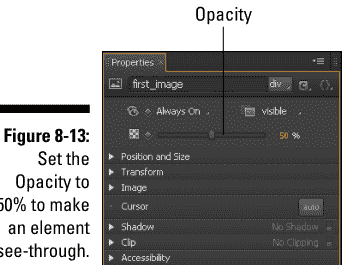 Opacity
Properties ×
first_image
div
Always On
visible
50 %
Position and Size
Transform
Image
Cursor
auto
Shadow
No Shadow
Clip
No Clipping
Accessibility
Figure 8-13:
Set the
Opacity to
50% to make
an element
see-through.